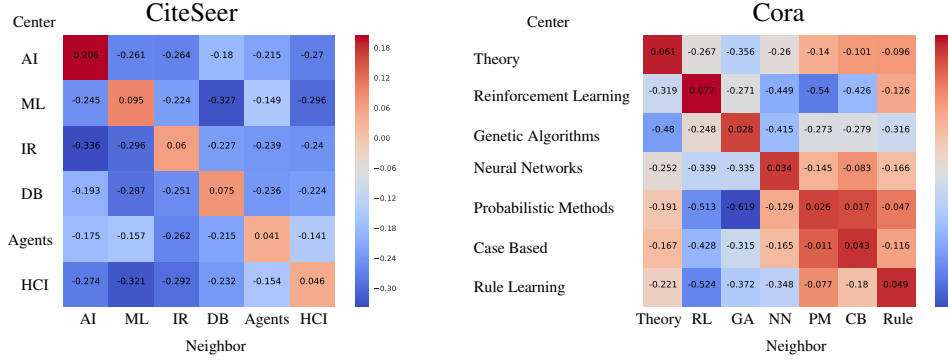 CiteSeer
Center
AI 0.206 -0.261 -0.264 -0.18 -0.215 -0.27
ML -0.245 0.095 -0.224 -0.327 -0.149 -0.296
IR -0.336 -0.296 0.06 -0.227 -0.239 -0.24
DB -0.193 -0.287 -0.251 0.075 -0.236 -0.224
Agents -0.175 -0.157 -0.262 -0.215 0.041 -0.141
HCI -0.274 -0.321 -0.292 -0.232 -0.154 0.046
AI ML IR DB Agents HCI
Neighbor
0.18
0.12
0.06
0.00
-0.06
-0.12
-0.18
-0.24
-0.30
Cora
Center
Theory 0.061 -0.267 -0.356 -0.26 -0.14 -0.101 -0.096
Reinforcement Learning -0.319 0.077 -0.271 -0.449 -0.54 -0.426 -0.126
Genetic Algorithms -0.48 -0.248 0.028 -0.415 -0.273 -0.279 -0.316
Neural Networks -0.252 -0.339 -0.335 0.034 -0.145 -0.083 -0.166
Probabilistic Methods -0.191 -0.513 -0.619 -0.129 0.026 0.017 -0.047
Case Based -0.167 -0.428 -0.315 -0.165 -0.011 0.043 -0.116
Rule Learning -0.221 -0.524 -0.372 -0.348 -0.077 -0.18 0.049
Theory RL GA NN PM CB Rule
Neighbor